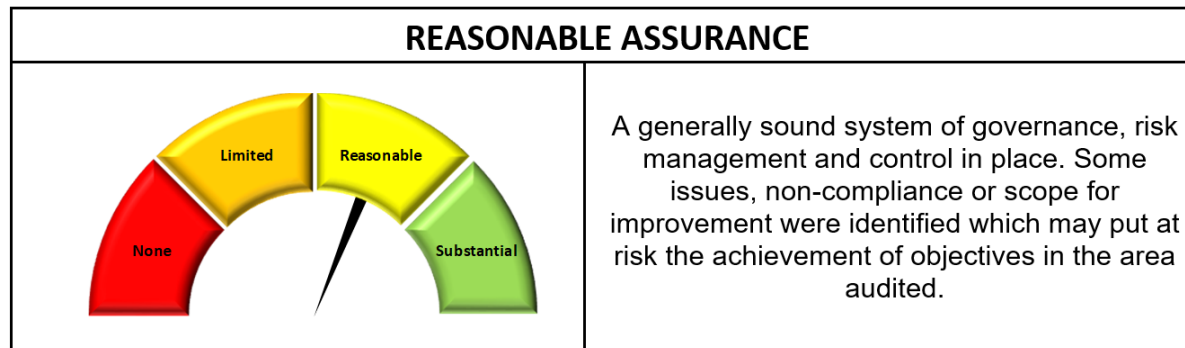 REASONABLE ASSURANCE
Limited
Reasonable
None
Substantial
A generally sound system of governance, risk
management and control in place. Some
issues, non-compliance or scope for
improvement were identified which may put at
risk the achievement of objectives in the area
audited.